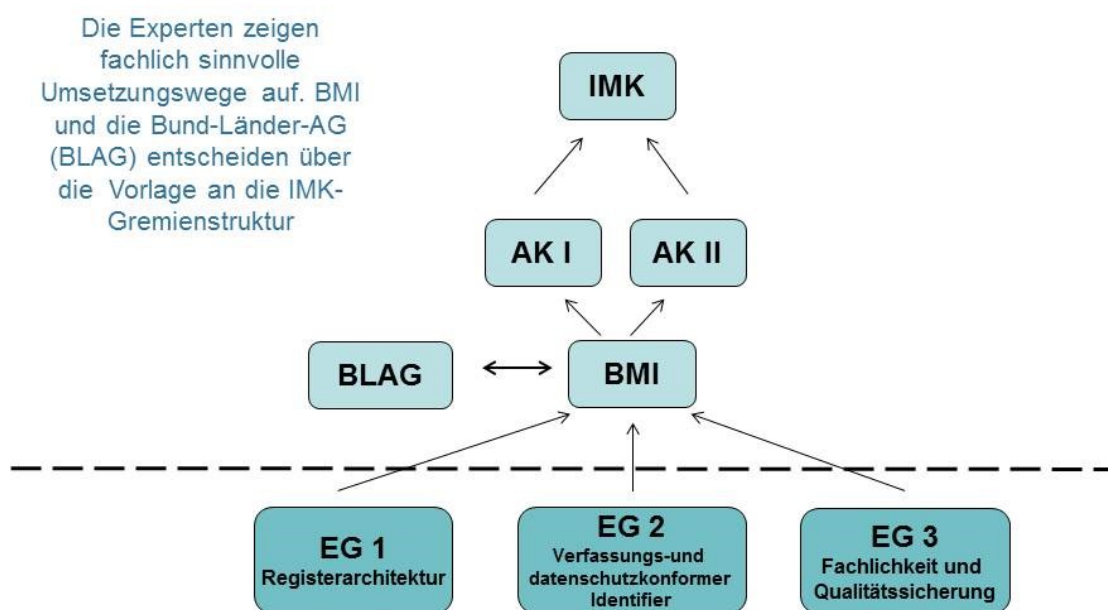 Die Experten zeigen
fachlich sinnvolle
Umsetzungswege auf. BMI
und die Bund-Länder-AG
(BLAG) entscheiden über
die Vorlage an die IMK-
Gremienstruktur
IMK
AK I
AK II
BLAG
BMI
EG 1
Registerarchitektur
EG 2
Verfassungs-und
datenschutzkonformer
Identifier
EG 3
Fachlichkeit und
Qualitätssicherung